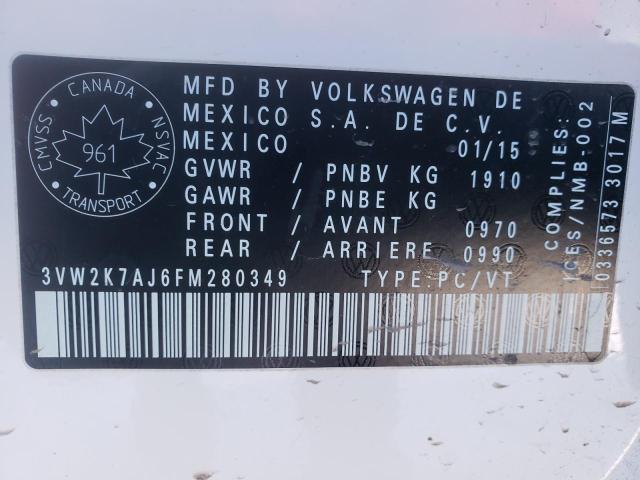 CANADA
CMVSS
NSVAC
961
TRANSPORT
MFD BY VOLKSWAGEN DE
MEXICO S.A. DE C.V.
MEXICO 01/15
GVWR / PNBV KG 1910
GAWR / PNBE KG
FRONT / AVANT 0970
REAR / ARRIERE 0990
3VW2K7AJ6FM280349 TYPE:PC/VT
COMPLIES:
ICES/NMB-002
D336573 3017 M